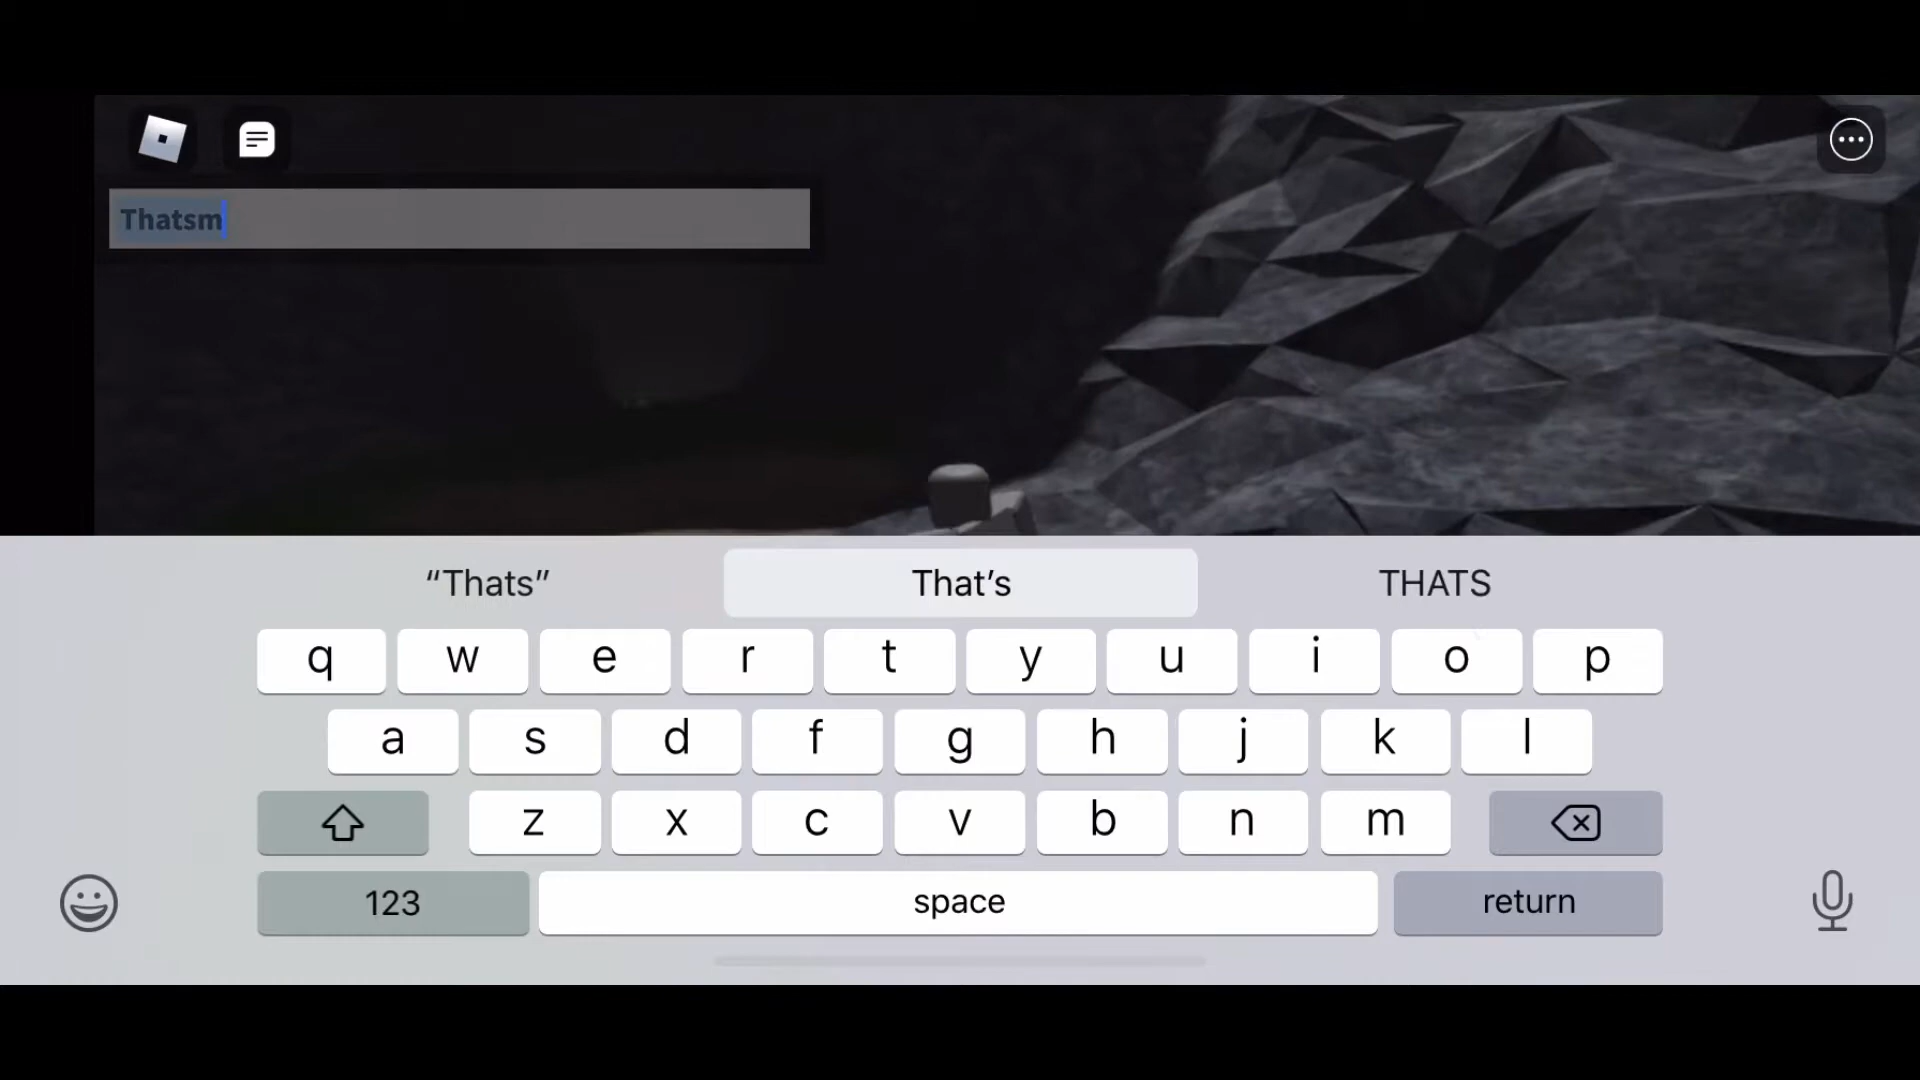 Thatsm
“Thats” That’s THATS
q w e r t y u i o p
a s d f g h j k l
z x c v b n m
123 space return